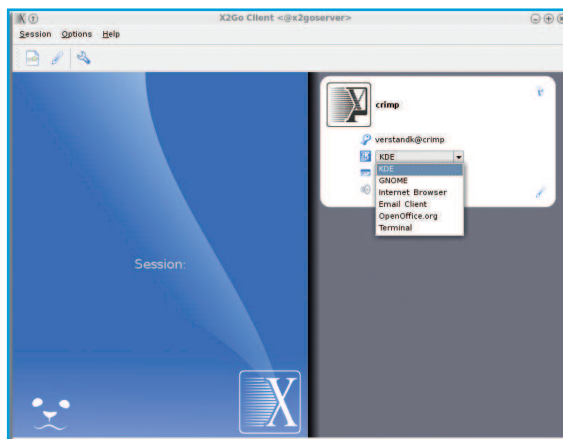 X2Go Client <@x2goserver>
Session Options Help
crimp
verstandk@crimp
KDE
KDE
GNOME
Internet Browser
Email Client
OpenOffice.org
Terminal
Session:
X